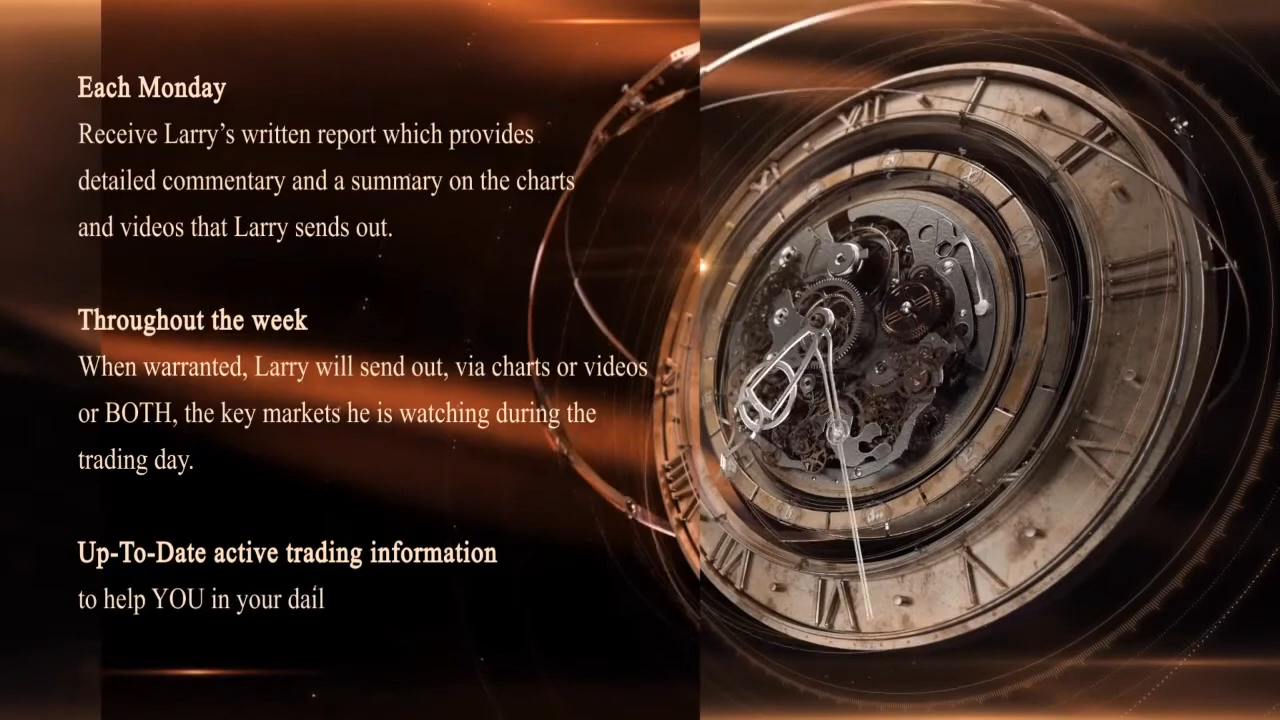 Each Monday
Receive Larry’s written report which provides
detailed commentary and a summary on the charts
and videos that Larry sends out.
Throughout the week
When warranted, Larry will send out, via charts or videos
or BOTH, the key markets he is watching during the
trading day.
Up-To-Date active trading information
to help YOU in your dail